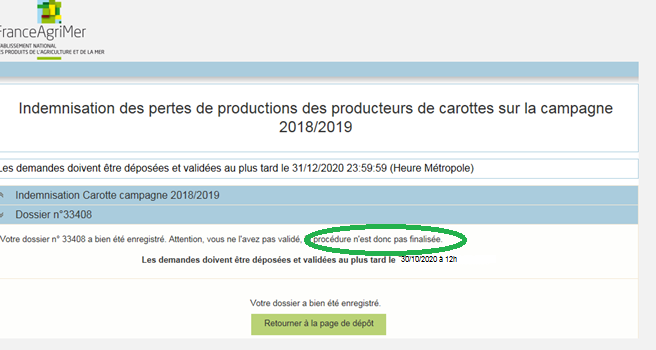 FranceAgriMer
ÉTABLISSEMENT NATIONAL
DES PRODUITS DE L'AGRICULTURE ET DE LA MER
Indemnisation des pertes de productions des producteurs de carottes sur la campagne
2018/2019
Les demandes doivent être déposées et validées au plus tard le 31/12/2020 23:59:59 (Heure Métropole)
Indemnisation Carotte campagne 2018/2019
Dossier n°33408
Votre dossier n° 33408 a bien été enregistré. Attention, vous ne l'avez pas validé, procédure n'est donc pas finalisée.
Les demandes doivent être déposées et validées au plus tard le 30/10/2020 à 12h
Votre dossier a bien été enregistré.
Retourner à la page de dépôt